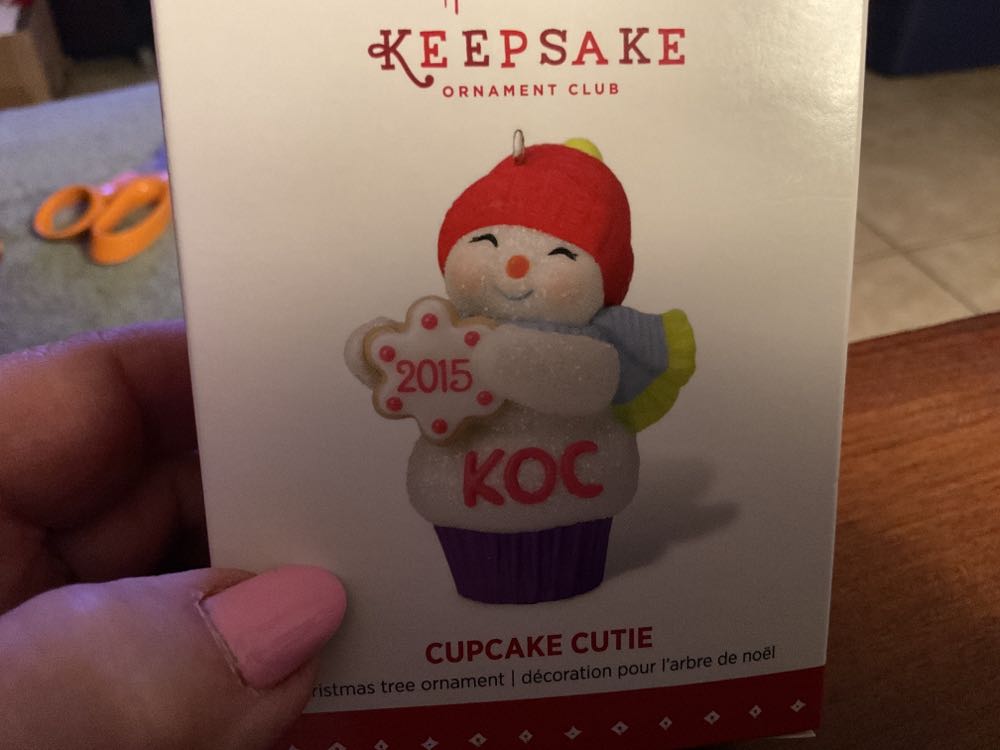 KEEPSAKE
ORNAMENT CLUB
2015
KOC
CUPCAKE CUTIE
ristmas tree ornament | décoration pour l'arbre de noël